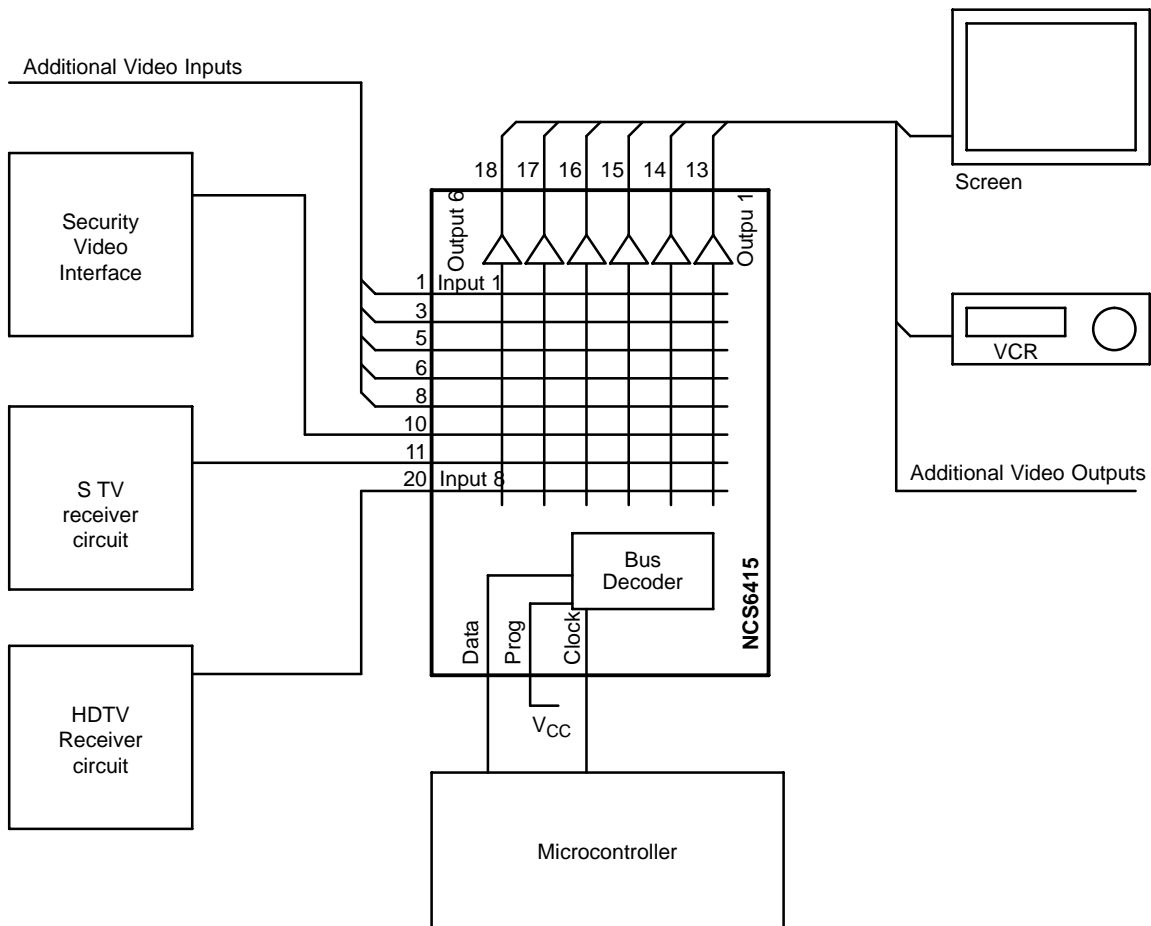 Additional Video Inputs
Security
Video
Interface
S TV
receiver
circuit
HDTV
Receiver
circuit
18
17
16
15
14
13
Output 6
Outpu 1
1
Input 1
3
5
6
8
10
11
20
Input 8
Bus
Decoder
NCS6415
Data
Prog
Clock
VCC
Microcontroller
Screen
VCR
Additional Video Outputs